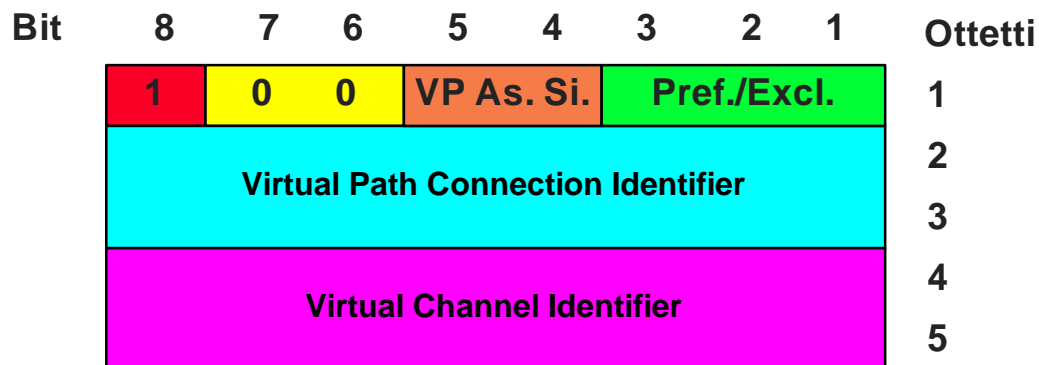 Bit 8 7 6 5 4 3 2 1 Ottetti
1 0 0 VP As. Si. Pref./Excl. 1
2
Virtual Path Connection Identifier
3
4
Virtual Channel Identifier
5